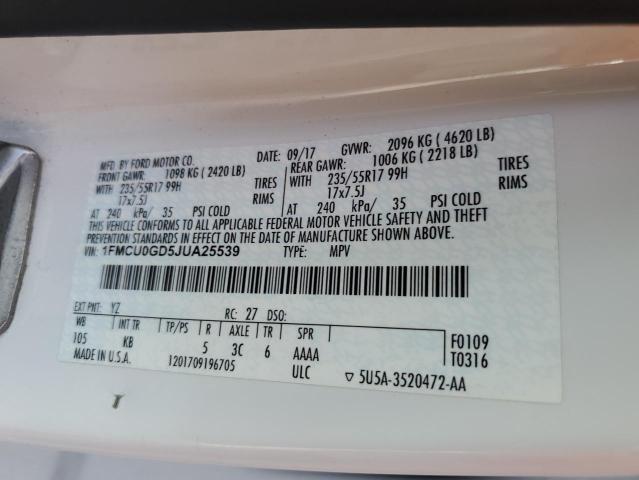 MFD. BY FORD MOTOR CO. DATE: 09/17 GVWR: 2096 KG ( 4620 LB)
FRONT GAWR: 1098 KG ( 2420 LB) REAR GAWR: 1006 KG ( 2218 LB)
WITH 235/55R17 99H TIRES WITH 235/55R17 99H TIRES
17x7.5J RIMS 17x7.5J RIMS
AT 240 kPa/ 35 PSI COLD AT 240 kPa/ 35 PSI COLD
THIS VEHICLE CONFORMS TO ALL APPLICABLE FEDERAL MOTOR VEHICLE SAFETY AND THEFT
PREVENTION STANDARDS IN EFFECT ON THE DATE OF MANUFACTURE SHOWN ABOVE.
VIN: 1FMCU0GD5JUA25539 TYPE: MPV
EXT PNT: YZ RC: 27 DSO:
WB INT TR TP/PS R AXLE TR SPR F0109
105 KB 5 3C 6 AAAA T0316
MADE IN U.S.A. 1201709196705 ULC ▽ 5U5A-3520472-AA